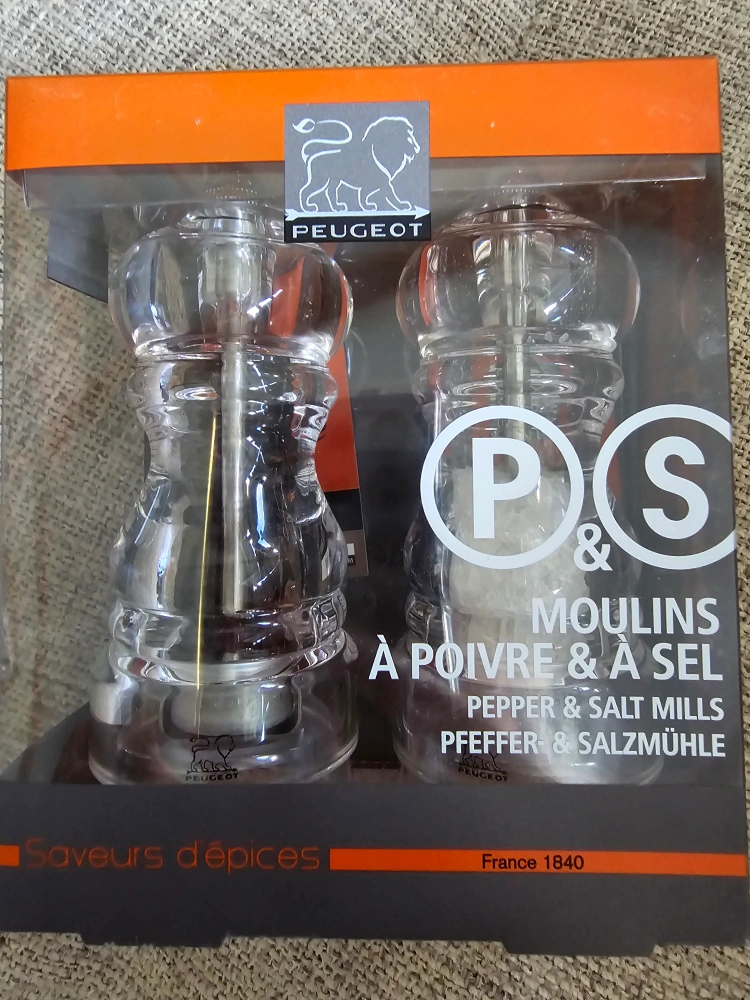 PEUGEOT
P & S
MOULINS
À POIVRE & À SEL
PEPPER & SALT MILLS
PFEFFER- & SALZMÜHLE
PEUGEOT
PEUGEOT
Saveurs d'épices
France 1840